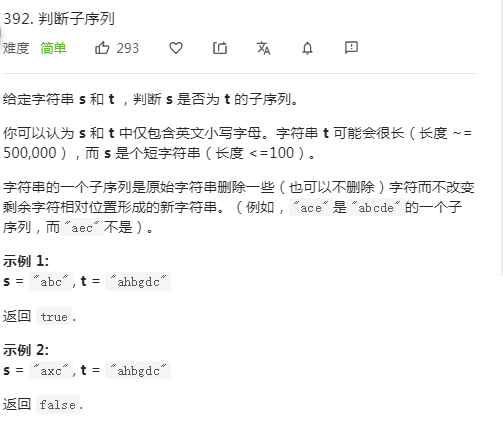 392. 判断子序列
难度 简单 293
给定字符串 s 和 t ，判断 s 是否为 t 的子序列。
你可以认为 s 和 t 中仅包含英文小写字母。字符串 t 可能会很长（长度 ~=
500,000），而 s 是个短字符串（长度 <=100）。
字符串的一个子序列是原始字符串删除一些（也可以不删除）字符而不改变
剩余字符相对位置形成的新字符串。（例如， "ace" 是 "abcde" 的一个子
序列，而 "aec" 不是）。
示例 1:
s = "abc", t = "ahbgdc"
返回 true.
示例 2:
s = "axc", t = "ahbgdc"
返回 false.